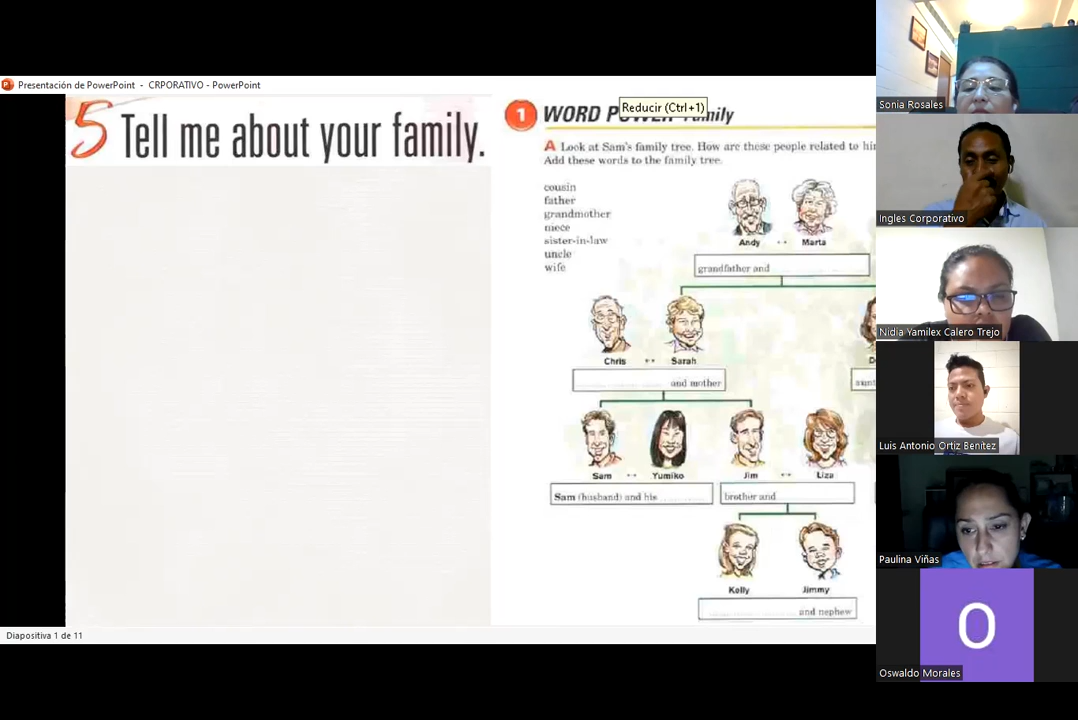 Presentación de PowerPoint - CRPORATIVO - PowerPoint
5 Tell me about your family.
1 WORD POWER Family
Reducir (Ctrl+1)
A Look at Sam's family tree. How are these people related to hi
Add these words to the family tree.
cousin
father
grandmother
niece
sister-in-law
uncle
wife
Andy Marta
grandfather and
Chris Sarah
D
and mother
aunt
Sam Yumiko Jim Liza
Sam (husband) and his
brother and
Kelly Jimmy
and nephew
Diapositiva 1 de 11
Sonia Rosales
Ingles Corporativo
Nidia Yamilex Calero Trejo
Luis Antonio Ortiz Benitez
Paulina Viñas
O
Oswaldo Morales